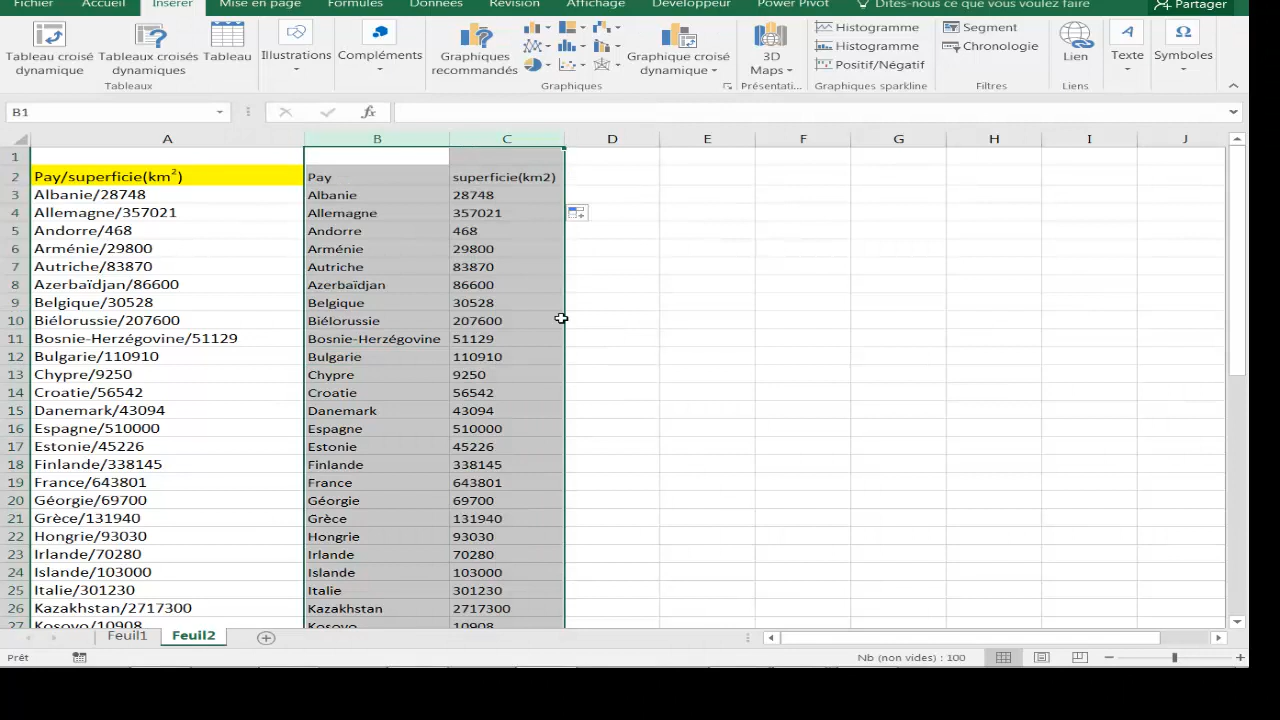 Fichier Accueil Insérer Mise en page Formules Données Révision Affichage Développeur Power Pivot Dites-nous ce que vous voulez faire Partager
Tableau croisé dynamique
Tableaux croisés dynamiques
Tableau
Illustrations
Compléments
Graphiques recommandés
Graphique croisé dynamique
3D Maps
Histogramme
Histogramme
Positif/Négatif
Segment
Chronologie
Lien
Texte
Symboles
Tableaux Graphiques Présentati... Graphiques sparkline Filtres Liens
B1 fx
A B C D E F G H I J
1
2 Pay/superficie(km²) Pay superficie(km2)
3 Albanie/28748 Albanie 28748
4 Allemagne/357021 Allemagne 357021
5 Andorre/468 Andorre 468
6 Arménie/29800 Arménie 29800
7 Autriche/83870 Autriche 83870
8 Azerbaïdjan/86600 Azerbaïdjan 86600
9 Belgique/30528 Belgique 30528
10 Biélorussie/207600 Biélorussie 207600
11 Bosnie-Herzégovine/51129 Bosnie-Herzégovine 51129
12 Bulgarie/110910 Bulgarie 110910
13 Chypre/9250 Chypre 9250
14 Croatie/56542 Croatie 56542
15 Danemark/43094 Danemark 43094
16 Espagne/510000 Espagne 510000
17 Estonie/45226 Estonie 45226
18 Finlande/338145 Finlande 338145
19 France/643801 France 643801
20 Géorgie/69700 Géorgie 69700
21 Grèce/131940 Grèce 131940
22 Hongrie/93030 Hongrie 93030
23 Irlande/70280 Irlande 70280
24 Islande/103000 Islande 103000
25 Italie/301230 Italie 301230
26 Kazakhstan/2717300 Kazakhstan 2717300
27 Kosovo/10908 Kosovo 10908
Feuil1 Feuil2
Prêt Nb (non vides) : 100